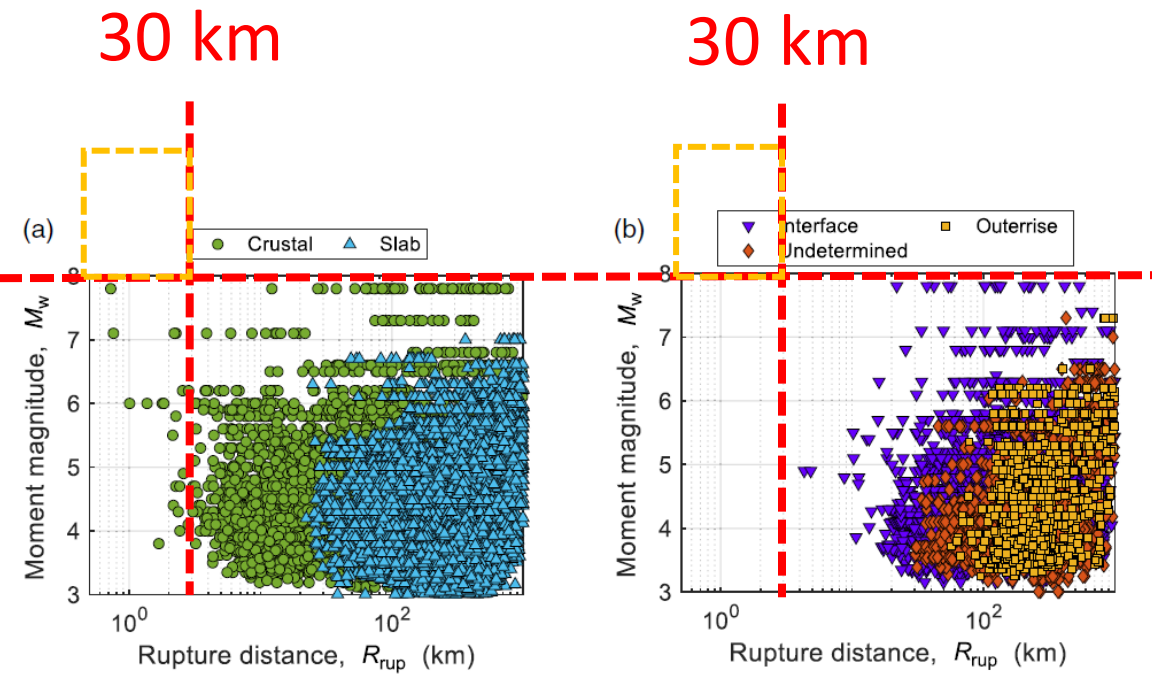 30 km
30 km
(a)
Crustal
Slab
8
7
6
5
4
3
Moment magnitude, Mw
10^0
10^2
Rupture distance, Rrup (km)
(b)
nterface
Outerrise
Undetermined
8
7
6
5
4
3
Moment magnitude, Mw
10^0
10^2
Rupture distance, Rrup (km)